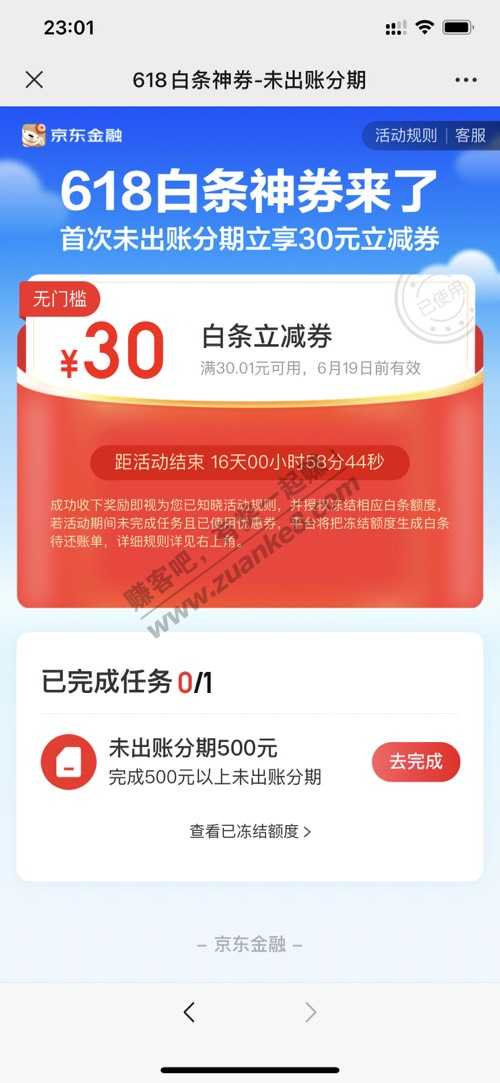 23:01
618白条神券-未出账分期
京东金融
活动规则 | 客服
618白条神券来了
首次未出账分期立享30元立减券
无门槛
已使用
¥30
白条立减券
满30.01元可用，6月19日前有效
距活动结束 16天00小时58分44秒
成功收下奖励即视为您已知晓活动规则，并授权冻结相应白条额度，
若活动期间未完成任务且已使用优惠券，平台将把冻结额度生成白条
待还账单，详细规则详见右上角。
赚客吧，有奖一起赚！
www.zuanke8.com
已完成任务 0/1
未出账分期500元
完成500元以上未出账分期
去完成
查看已冻结额度 >
– 京东金融 –